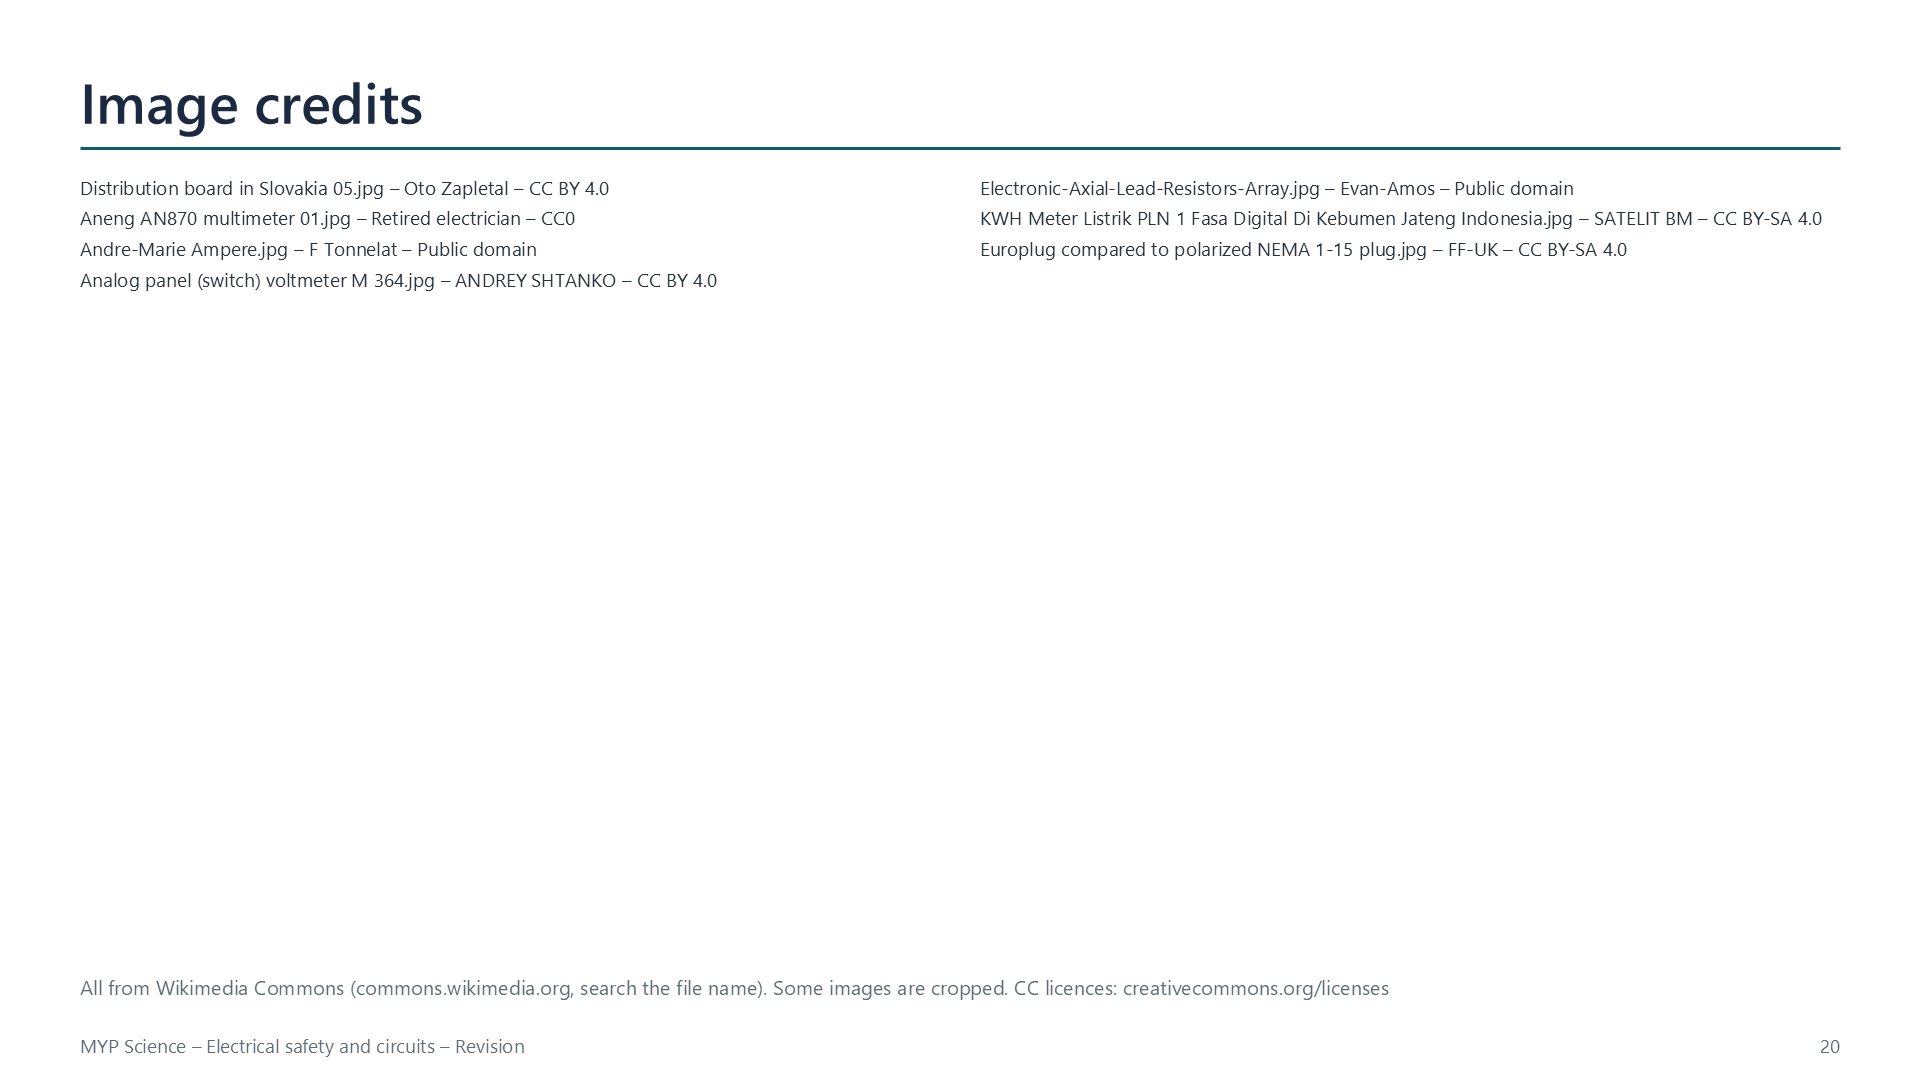 Image credits
Distribution board in Slovakia 05.jpg – Oto Zapletal – CC BY 4.0
Aneng AN870 multimeter 01.jpg – Retired electrician – CC0
Andre-Marie Ampere.jpg – F Tonnelat – Public domain
Analog panel (switch) voltmeter M 364.jpg – ANDREY SHTANKO – CC BY 4.0
Electronic-Axial-Lead-Resistors-Array.jpg – Evan-Amos – Public domain
KWH Meter Listrik PLN 1 Fasa Digital Di Kebumen Jateng Indonesia.jpg – SATELIT BM – CC BY-SA 4.0
Europlug compared to polarized NEMA 1-15 plug.jpg – FF-UK – CC BY-SA 4.0
All from Wikimedia Commons (commons.wikimedia.org, search the file name). Some images are cropped. CC licences: creativecommons.org/licenses
MYP Science – Electrical safety and circuits – Revision
20